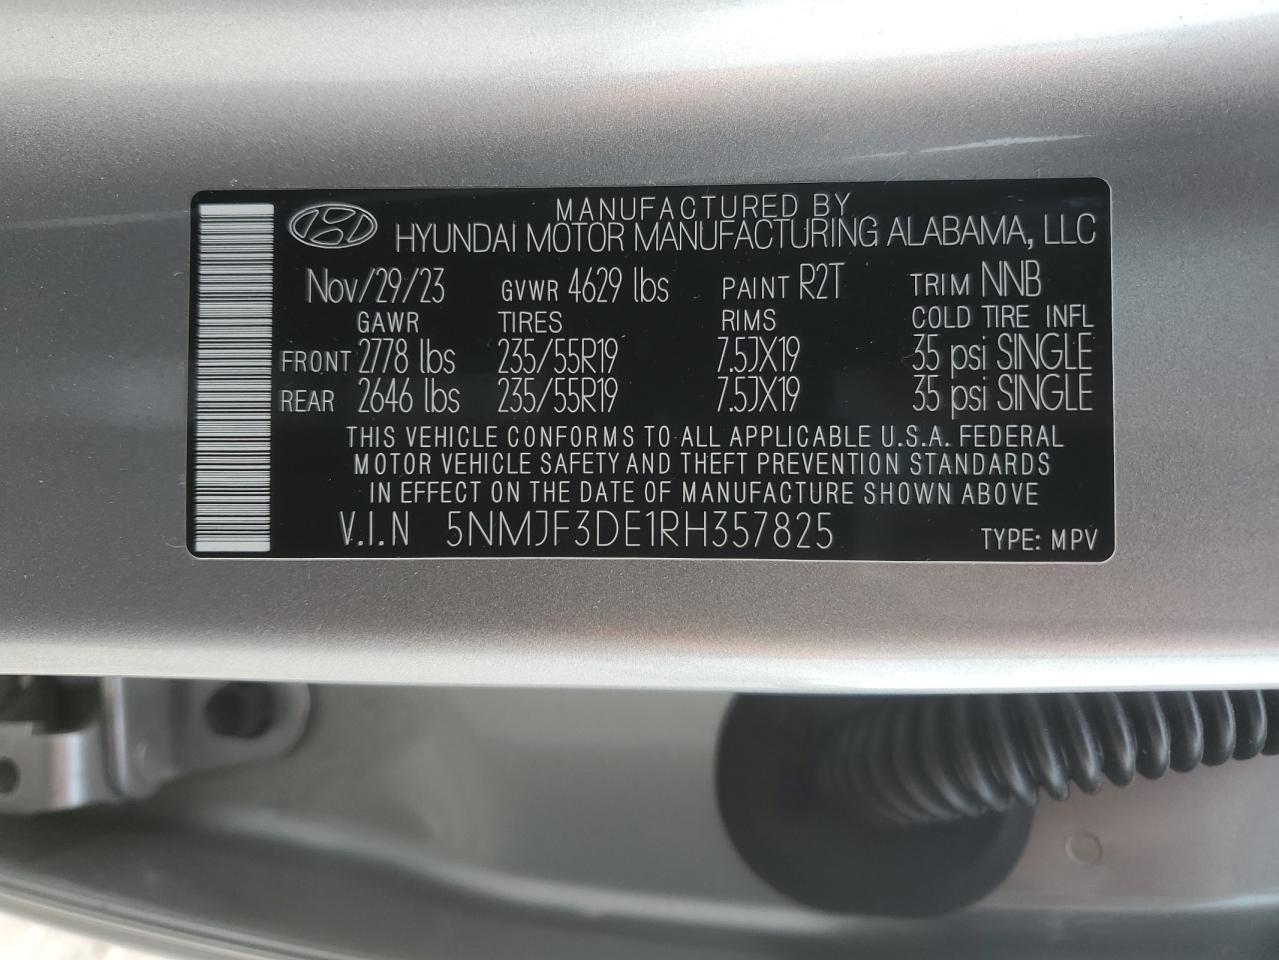 MANUFACTURED BY
HYUNDAI MOTOR MANUFACTURING ALABAMA, LLC
Nov/29/23 GVWR 4629 lbs PAINT R2T TRIM NNB
GAWR TIRES RIMS COLD TIRE INFL
FRONT 2778 lbs 235/55R19 7.5JX19 35 psi SINGLE
REAR 2646 lbs 235/55R19 7.5JX19 35 psi SINGLE
THIS VEHICLE CONFORMS TO ALL APPLICABLE U.S.A. FEDERAL
MOTOR VEHICLE SAFETY AND THEFT PREVENTION STANDARDS
IN EFFECT ON THE DATE OF MANUFACTURE SHOWN ABOVE
V.I.N 5NMJF3DE1RH357825 TYPE: MPV